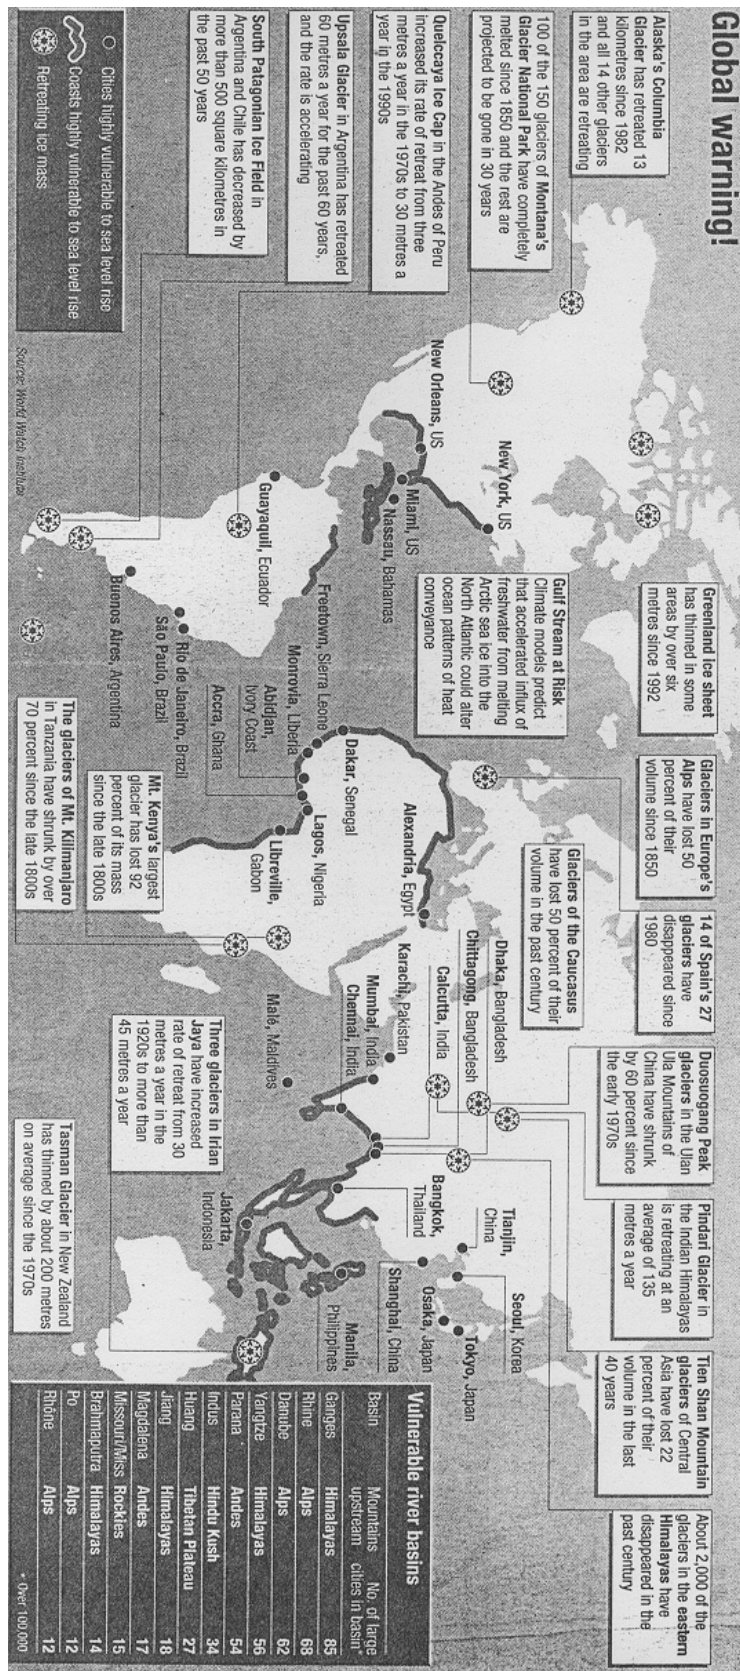 Global warning!
Alaska's Columbia
Glacier has retreated 13
kilometres since 1982
and all 14 other glaciers
in the area are retreating
100 of the 150 glaciers of Montana's
Glacier National Park have completely
melted since 1850 and the rest are
projected to be gone in 30 years
Quelccaya Ice Cap in the Andes of Peru
increased its rate of retreat from three
metres a year in the 1970s to 30 metres a
year in the 1990s
Upsala Glacier in Argentina has retreated
60 metres a year for the past 60 years,
and the rate is accelerating
South Patagonian Ice Field in
Argentina and Chile has decreased by
more than 500 square kilometres in
the past 50 years
Cities highly vulnerable to sea level rise
Coasts highly vulnerable to sea level rise
Retreating ice mass
Source: World Watch Institute
New Orleans, US
New York, US
Miami, US
Nassau, Bahamas
Guayaquil, Ecuador
Buenos Aires, Argentina
São Paulo, Brazil
Rio de Janeiro, Brazil
Greenland ice sheet
has thinned in some
areas by over six
metres since 1992
Gulf Stream at Risk
Climate models predict
that accelerated influx of
freshwater from melting
Arctic sea ice into the
North Atlantic could alter
ocean patterns of heat
conveyance
Freetown, Sierra Leone
Monrovia, Liberia
Abidjan,
Ivory Coast
Accra, Ghana
Dakar, Senegal
Lagos, Nigeria
Libreville,
Gabon
Alexandria, Egypt
Glaciers in Europe's
Alps have lost 50
percent of their
volume since 1850
14 of Spain's 27
glaciers have
disappeared since
1980
Glaciers of the Caucasus
have lost 50 percent of their
volume in the past century
Mt. Kenya's largest
glacier has lost 92
percent of its mass
since the late 1800s
The glaciers of Mt. Kilimanjaro
in Tanzania have shrunk by over
70 percent since the late 1800s
Dhaka, Bangladesh
Chittagong, Bangladesh
Calcutta, India
Karachi, Pakistan
Mumbai, India
Chennai, India
Malé, Maldives
Duosuogang Peak
glaciers in the Ulan
Ula Mountains of
China have shrunk
by 60 percent since
the early 1970s
Pindari Glacier in
the Indian Himalayas
is retreating at an
average of 135
metres a year
Tien Shan Mountain
glaciers of Central
Asia have lost 22
percent of their
volume in the last
40 years
About 2,000 of the
glaciers in the eastern
Himalayas have
disappeared in the
past century
Tianjin,
China
Seoul, Korea
Tokyo, Japan
Osaka, Japan
Shanghai, China
Bangkok,
Thailand
Manila,
Philippines
Jakarta,
Indonesia
Three glaciers in Irian
Jaya have increased
rate of retreat from 30
metres a year in the
1920s to more than
45 metres a year
Tasman Glacier in New Zealand
has thinned by about 200 metres
on average since the 1970s
Vulnerable river basins
Basin Mountains upstream No. of large cities in basin*
Ganges Himalayas 85
Rhine Alps 68
Danube Alps 62
Yangtze Himalayas 56
Parana Andes 54
Indus Hindu Kush 34
Huang Tibetan Plateau 27
Jiang Himalayas 18
Magdalena Andes 17
Missouri/Miss Rockies 15
Brahmaputra Himalayas 14
Po Alps 12
Rhône Alps 12
* Over 100,000